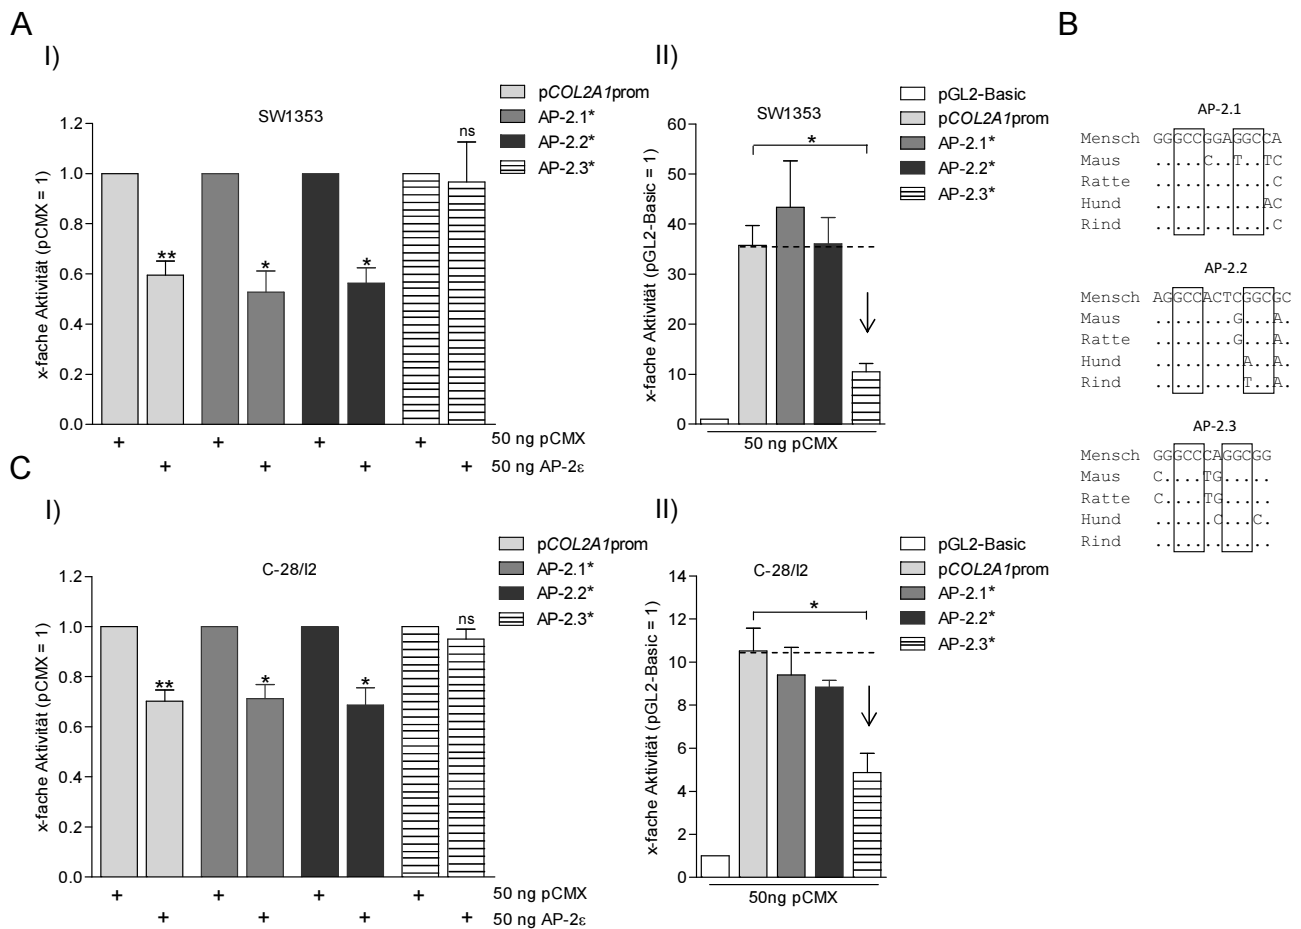 A
I)
SW1353
pCOL2A1prom
AP-2.1*
AP-2.2*
AP-2.3*
x-fache Aktivität (pCMX = 1)
1.2
1.0
0.8
0.6
0.4
0.2
0.0
** * * ns
+ + + + 50 ng pCMX
+ + + + 50 ng AP-2ε
II)
SW1353
pGL2-Basic
pCOL2A1prom
AP-2.1*
AP-2.2*
AP-2.3*
x-fache Aktivität (pGL2-Basic = 1)
60
50
40
30
20
10
0
*
50 ng pCMX
B
AP-2.1
Mensch GGGCCGGAGGCCA
Maus .....C..T..TC
Ratte ............C
Hund ...........AC
Rind ............C
AP-2.2
Mensch AGGCCACTCGGCGC
Maus ........G...A.
Ratte ........G...A.
Hund .........A..A.
Rind .........T..A.
AP-2.3
Mensch GGGCCCAGGCGG
Maus C....TG.....
Ratte C....TG.....
Hund ......C...C.
Rind ............
C
I)
C-28/I2
pCOL2A1prom
AP-2.1*
AP-2.2*
AP-2.3*
x-fache Aktivität (pCMX = 1)
1.2
1.0
0.8
0.6
0.4
0.2
0.0
** * * ns
+ + + + 50 ng pCMX
+ + + + 50 ng AP-2ε
II)
C-28/I2
pGL2-Basic
pCOL2A1prom
AP-2.1*
AP-2.2*
AP-2.3*
x-fache Aktivität (pGL2-Basic = 1)
14
12
10
8
6
4
2
0
*
50ng pCMX